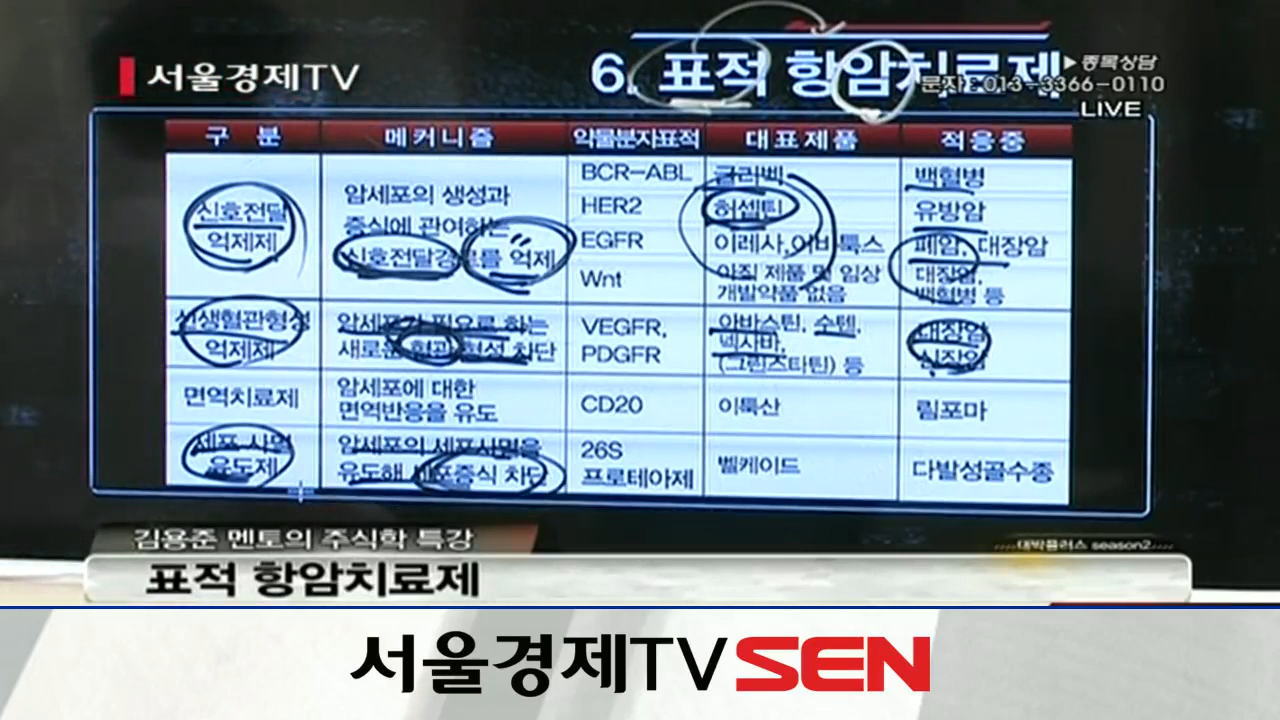 서울경제TV
6. 표적 항암치료제
▶종목상담
문자 : 013-3366-0110
LIVE
구 분 메커니즘 약물분자표적 대표제품 적응중
신호전달
억제제
암세포의 생성과
증식에 관여하는
신호전달경로를 억제
BCR-ABL 글리벡 백혈병
HER2 허셉틴 유방암
EGFR 이레사, 어비툭스 폐암, 대장암
Wnt
아직 제품 및 임상
개발약품 없음
대장암,
백혈병 등
신생혈관형성
억제제
암세포가 필요로 하는
새로운 혈관 형성 차단
VEGFR,
PDGFR
아바스틴, 수텐,
넥사바,
(그린스타틴) 등
대장암
신장암
면역치료제
암세포에 대한
면역반응을 유도
CD20 이툭산 림포마
세포 사멸
유도제
암세포의 세포사멸을
유도해 세포증식 차단
26S
프로테아제
벨케이드 다발성골수종
김용준 멘토의 주식학 특강
대박플러스 season2
표적 항암치료제
서울경제TV SEN